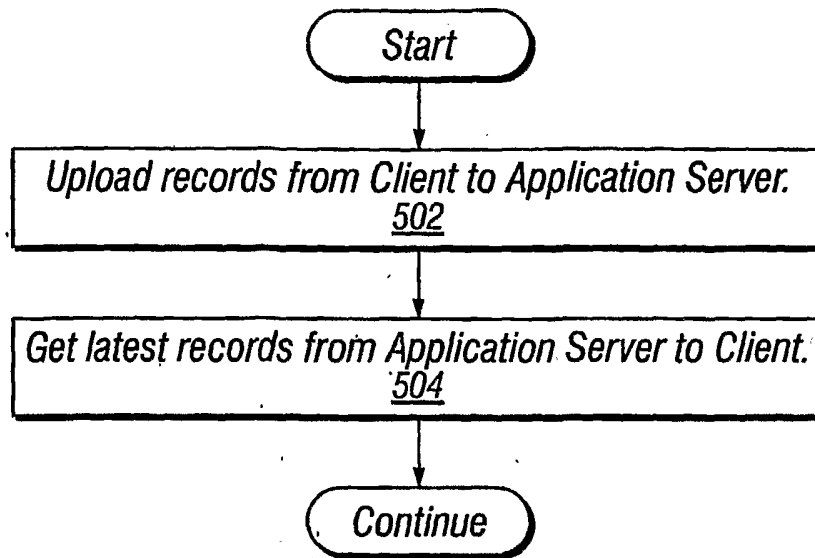 Start
Upload records from Client to Application Server.
502
Get latest records from Application Server to Client.
504
Continue